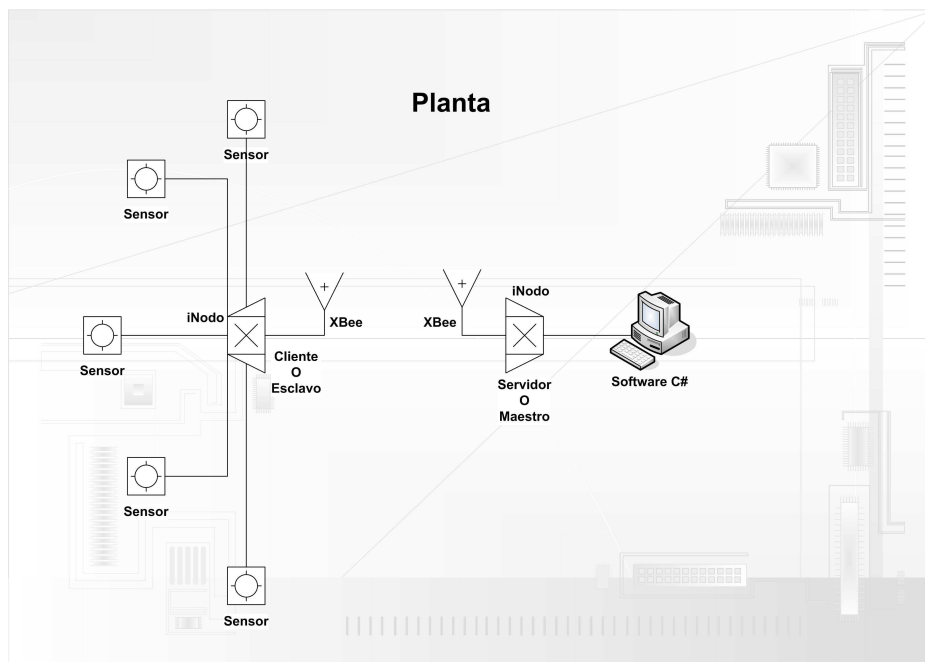 Planta
Sensor
Sensor
iNodo
iNodo
XBee
XBee
Sensor
Cliente
O
Esclavo
Servidor
O
Maestro
Software C#
Sensor
Sensor